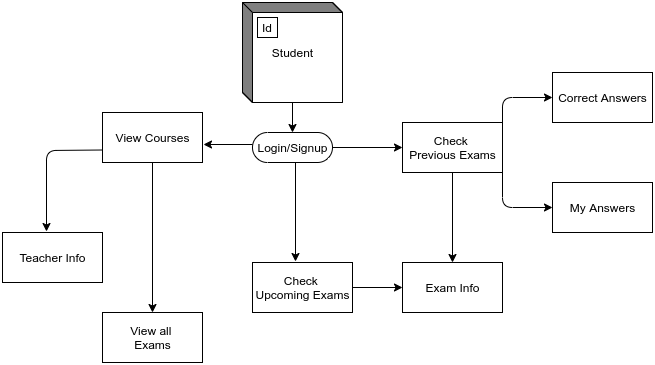 Id
Student
Correct Answers
View Courses
Login/Signup
Check
Previous Exams
My Answers
Teacher Info
Check
Upcoming Exams
Exam Info
View all
Exams